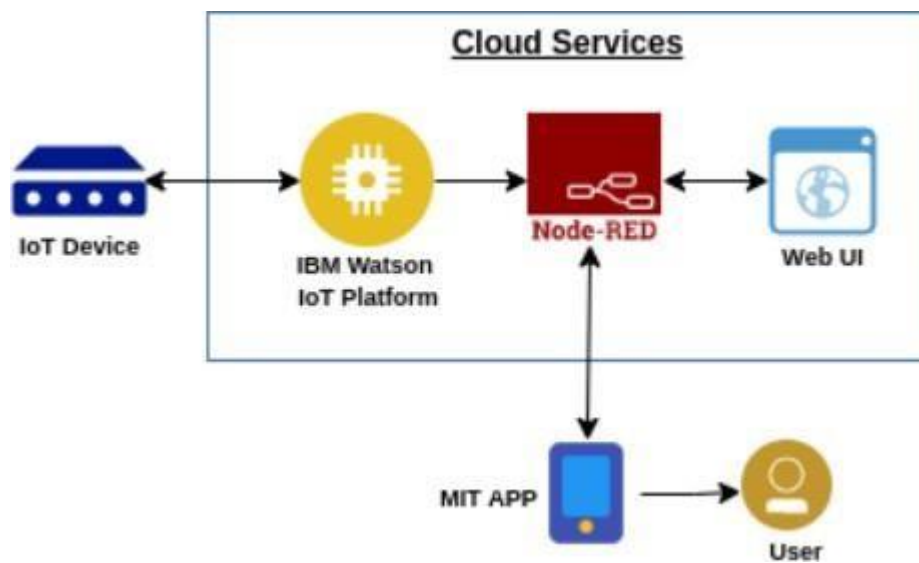 Cloud Services
IoT Device
IBM Watson
IoT Platform
Node-RED
Web UI
MIT APP
User